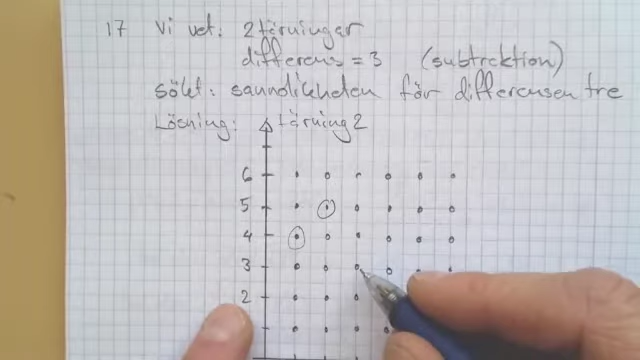 17 Vi vet: 2 tärningar
differens = 3 (subtraktion)
sökt: sannolikheten för differensen tre
Lösning: tärning 2
6
5
4
3
2